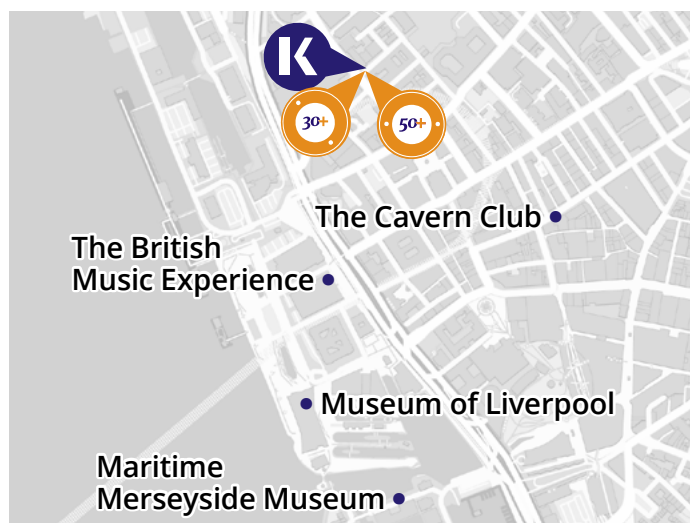 K
30+
50+
The Cavern Club
The British
Music Experience
Museum of Liverpool
Maritime
Merseyside Museum